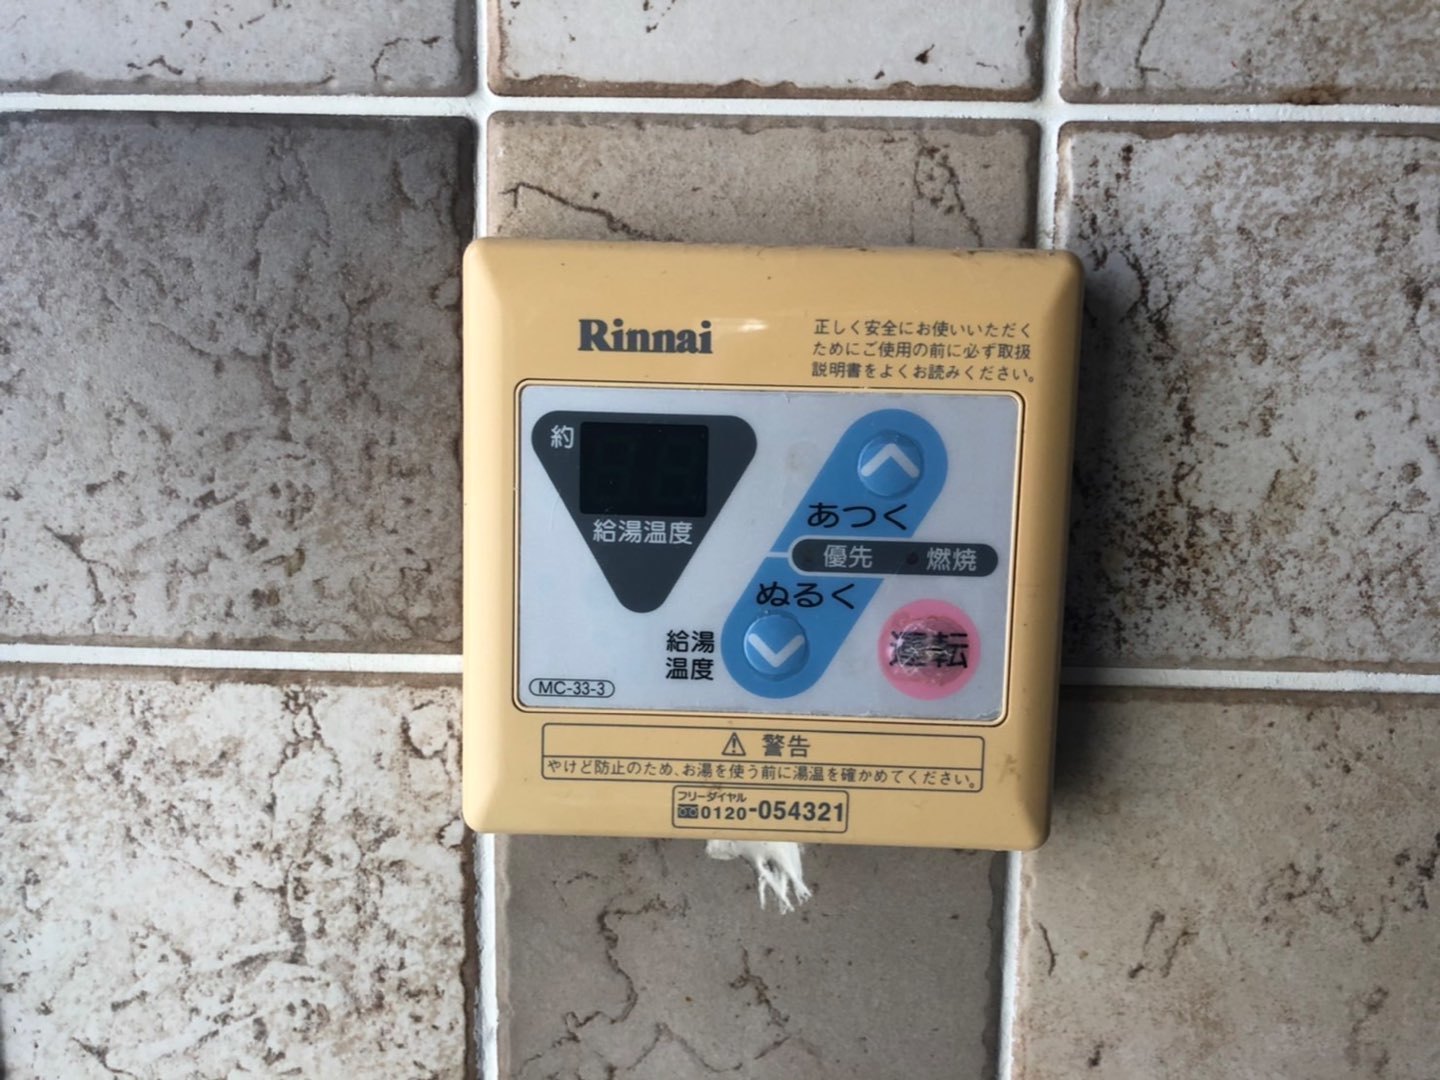 Rinnai
正しく安全にお使いいただく
ためにご使用の前に必ず取扱
説明書をよくお読みください。
約
給湯温度
あつく
優先 燃焼
ぬるく
給湯
温度
運転
MC-33-3
警告
やけど防止のため、お湯を使う前に湯温を確かめてください。
フリーダイヤル
0120-054321